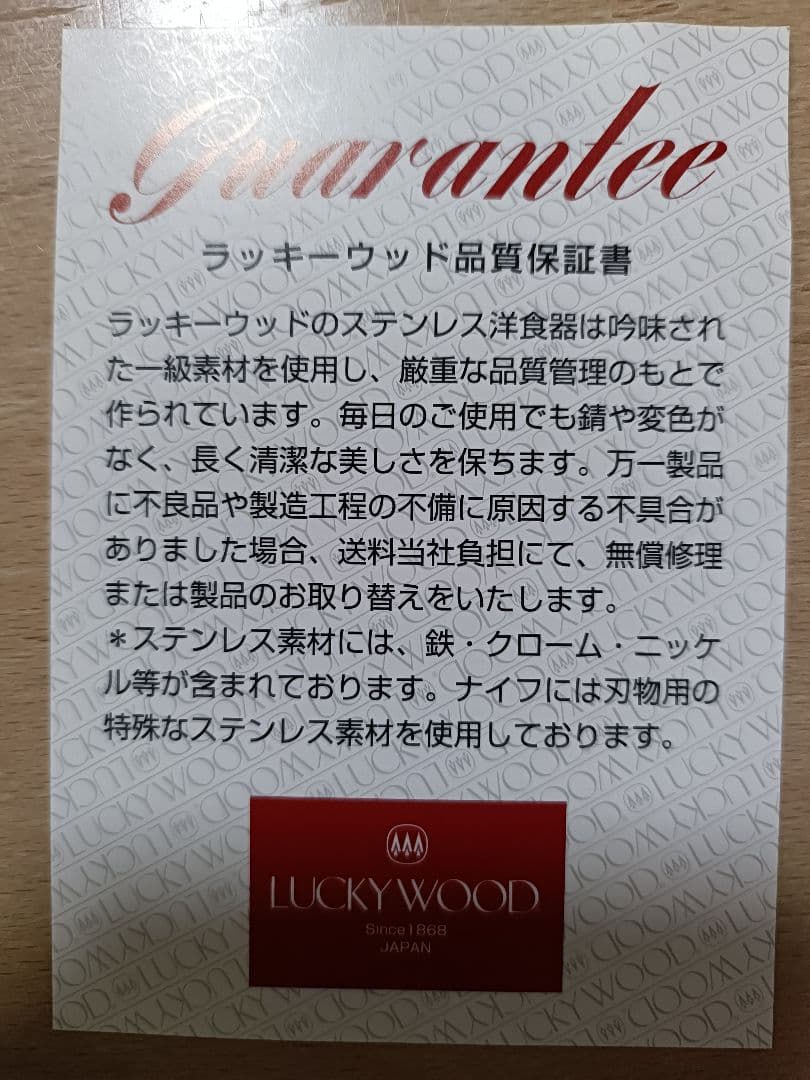 Guarantee
ラッキーウッド品質保証書
ラッキーウッドのステンレス洋食器は吟味され
た一級素材を使用し、厳重な品質管理のもとで
作られています。毎日のご使用でも錆や変色が
なく、長く清潔な美しさを保ちます。万一製品
に不良品や製造工程の不備に原因する不具合が
ありました場合、送料当社負担にて、無償修理
または製品のお取り替えをいたします。
＊ステンレス素材には、鉄・クローム・ニッケ
ル等が含まれております。ナイフには刃物用の
特殊なステンレス素材を使用しております。
LUCKYWOOD
Since1868
JAPAN